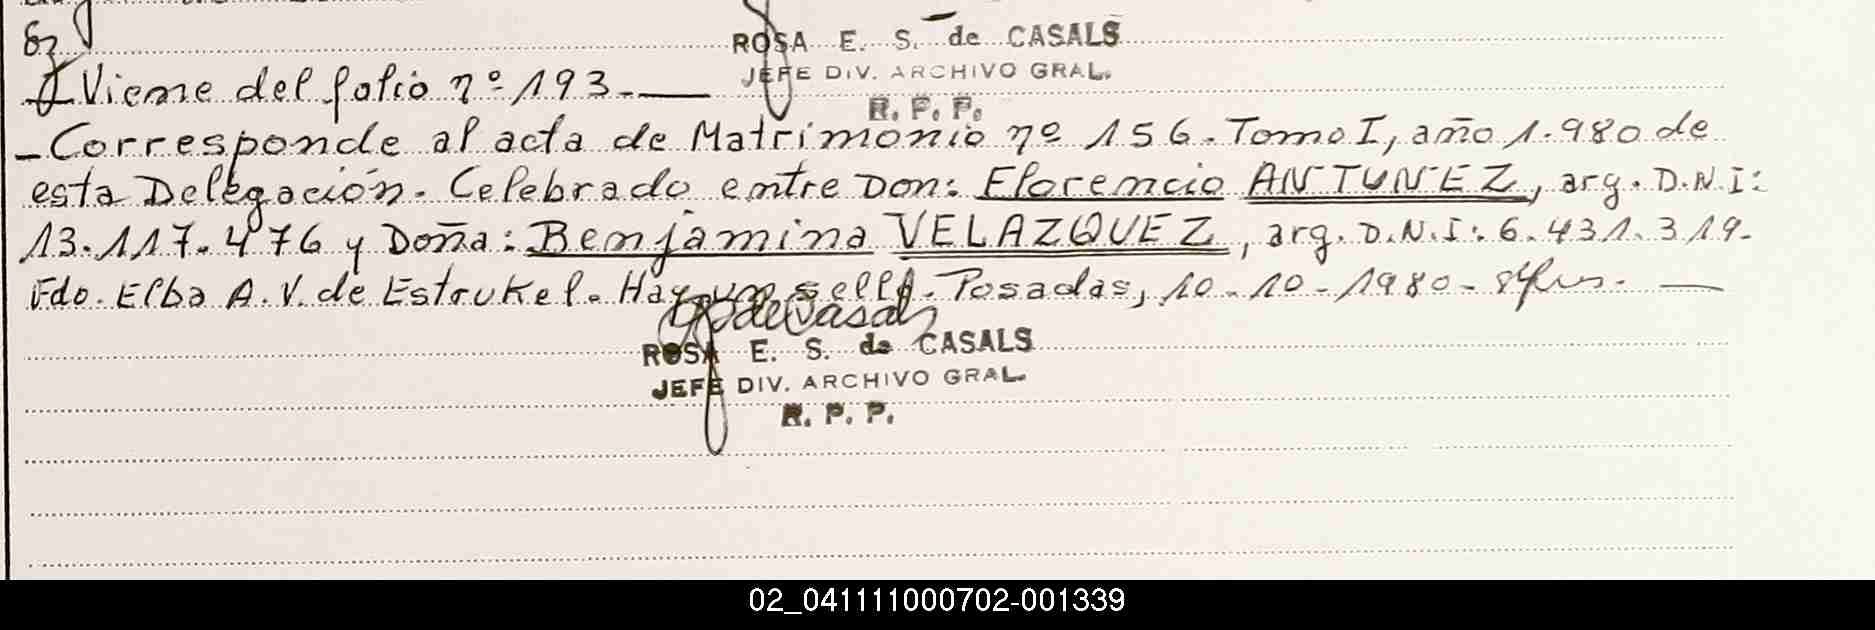 ROSA E. S. de CASALS
JEFE DIV. ARCHIVO GRAL.
R. P. P.
Viene del folio nº 193.-
- Corresponde al acta de Matrimonio nº 156. Tomo I, año 1.980 de
esta Delegación. Celebrado entre Don: Florencio ANTUNEZ, arg. D.N.I:
13.117.476 y Doña: Benjamina VELAZQUEZ, arg. D.N.I: 6.431.319.
Fdo. Elba A. V. de Estrukel. Hay un sello. Posadas, 10-10-1980-
ROSA E. S. de CASALS
JEFE DIV. ARCHIVO GRAL.
R. P. P.
02_041111000702-001339